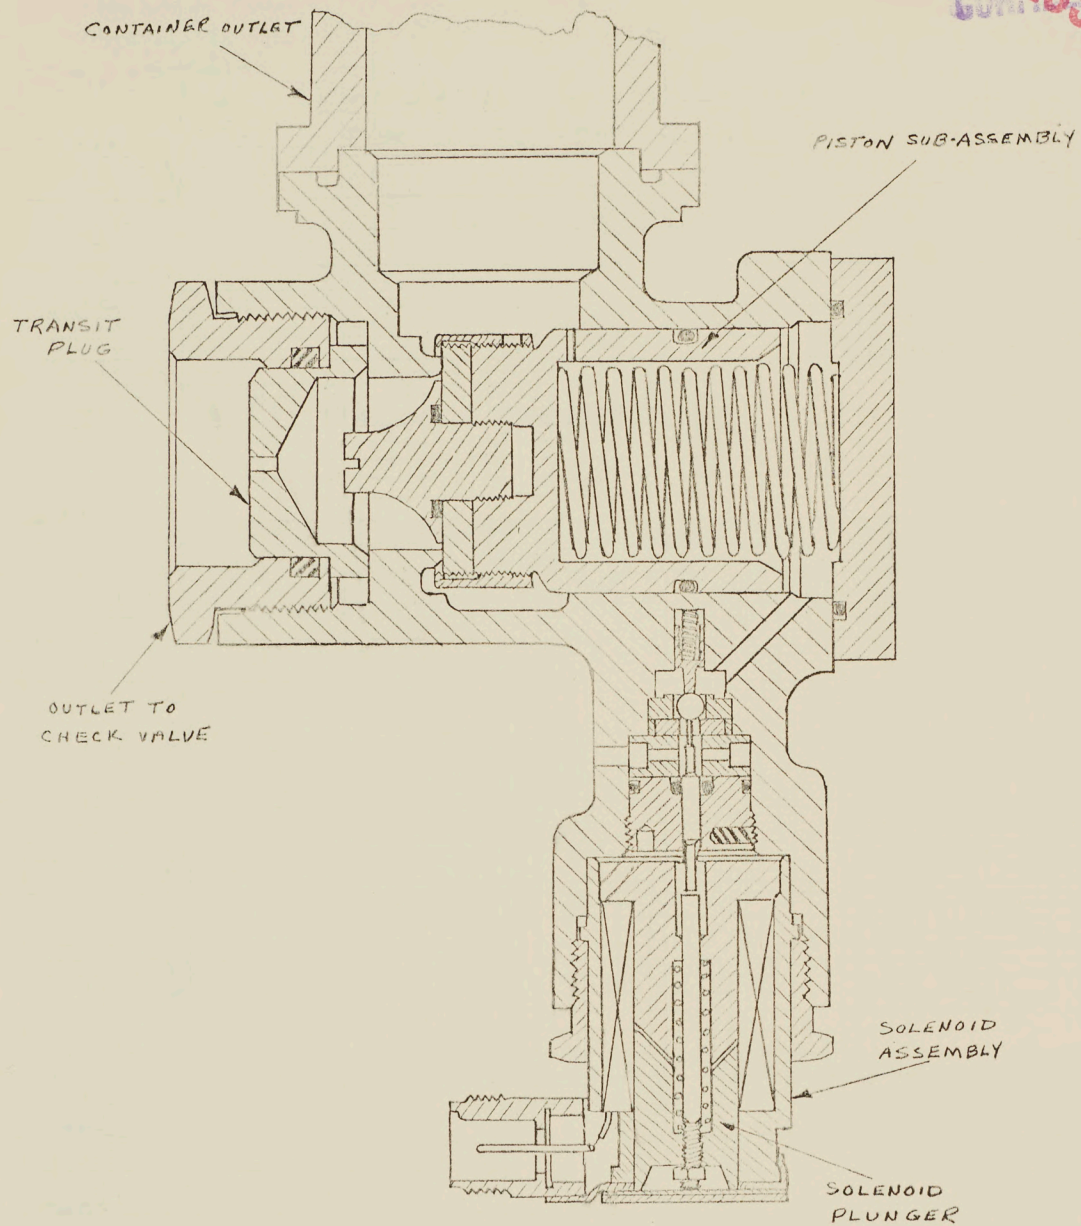 CONTAINER OUTLET
PISTON SUB-ASSEMBLY
TRANSIT
PLUG
OUTLET TO
CHECK VALVE
SOLENOID
ASSEMBLY
SOLENOID
PLUNGER